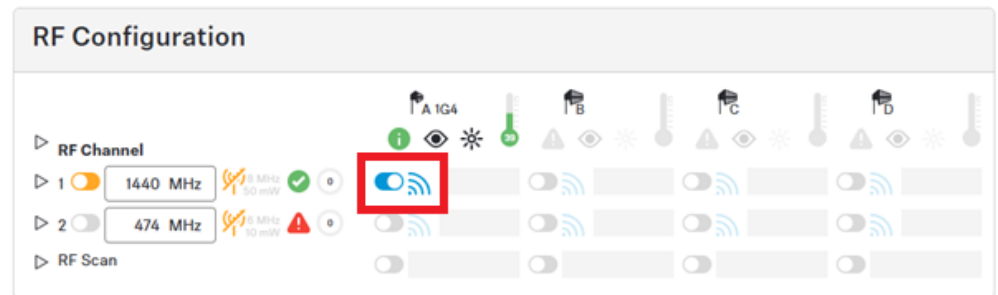 RF Configuration
A 1G4 B C D
39
RF Channel
1 1440 MHz 8 MHz 50 mW 0
2 474 MHz 6 MHz 10 mW 0
RF Scan